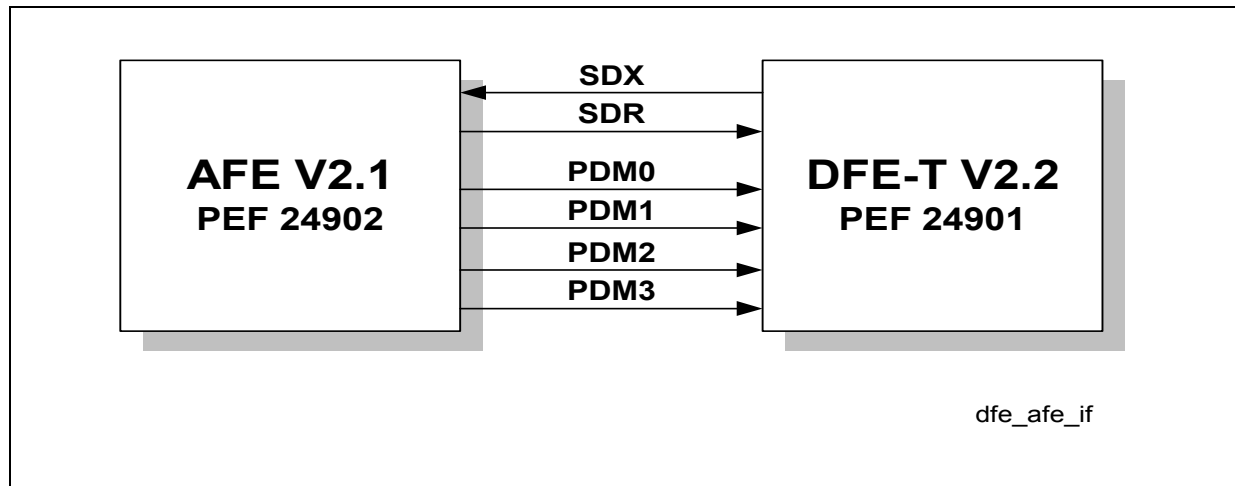 AFE V2.1
PEF 24902
SDX
SDR
PDM0
PDM1
PDM2
PDM3
DFE-T V2.2
PEF 24901
dfe_afe_if